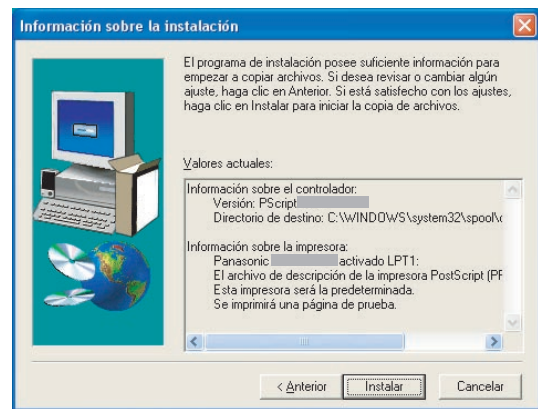 Información sobre la instalación
El programa de instalación posee suficiente información para
empezar a copiar archivos. Si desea revisar o cambiar algún
ajuste, haga clic en Anterior. Si está satisfecho con los ajustes,
haga clic en Instalar para iniciar la copia de archivos.
Valores actuales:
Información sobre el controlador:
Versión: PScript
Directorio de destino: C:\WINDOWS\system32\spool\
Información sobre la impresora:
Panasonic activado LPT1:
El archivo de descripción de la impresora PostScript (PF
Esta impresora será la predeterminada.
Se imprimirá una página de prueba.
< Anterior Instalar Cancelar